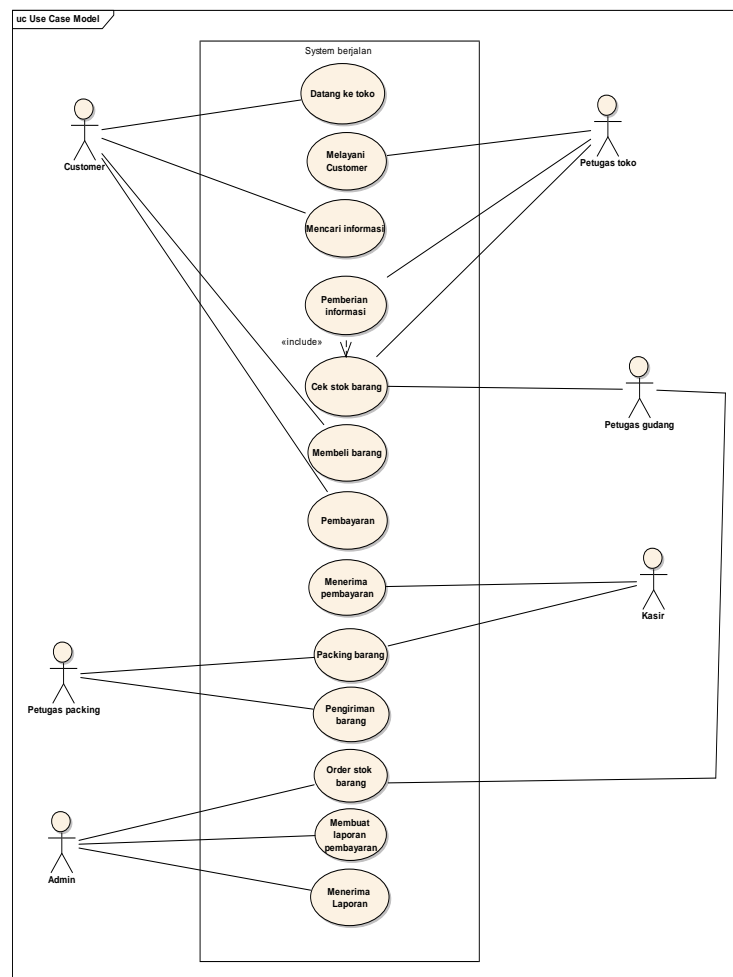 uc Use Case Model
System berjalan
Datang ke toko
Customer
Melayani
Customer
Petugas toko
Mencari informasi
Pemberian
informasi
«include»
Cek stok barang
Petugas gudang
Membeli barang
Pembayaran
Menerima
pembayaran
Kasir
Packing barang
Petugas packing
Pengiriman
barang
Order stok
barang
Membuat
laporan
pembayaran
Admin
Menerima
Laporan